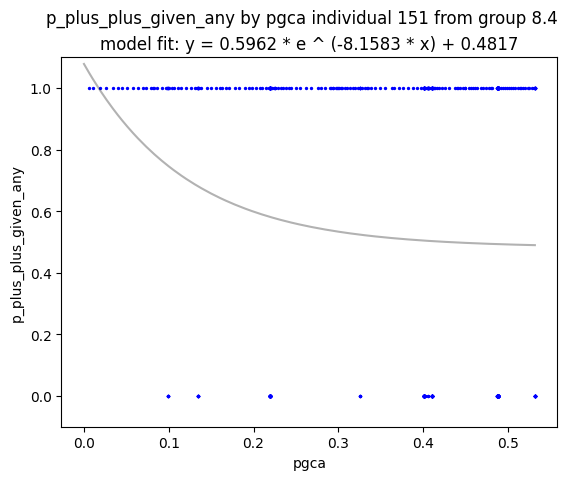 p_plus_plus_given_any by pgca individual 151 from group 8.4
model fit: y = 0.5962 * e ^ (-8.1583 * x) + 0.4817
p_plus_plus_given_any
1.0
0.8
0.6
0.4
0.2
0.0
0.0 0.1 0.2 0.3 0.4 0.5
pgca